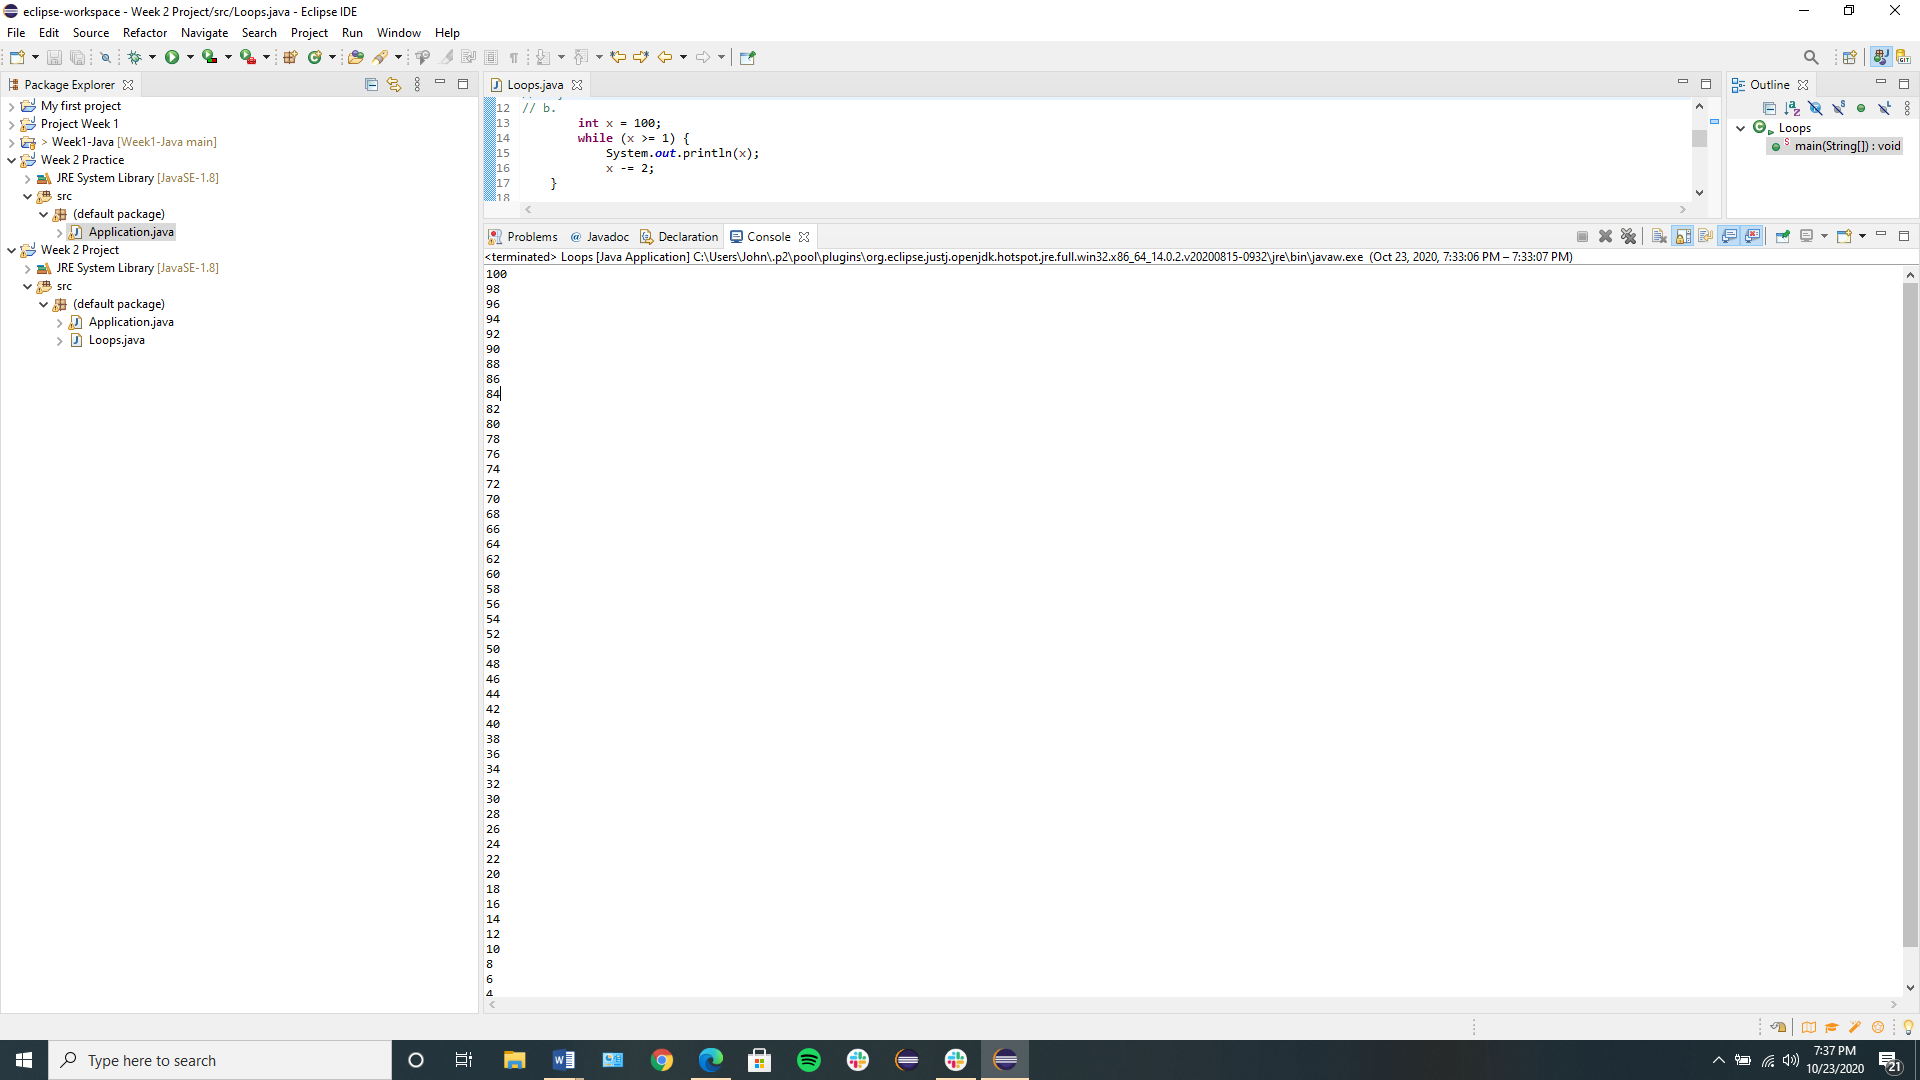 eclipse-workspace - Week 2 Project/src/Loops.java - Eclipse IDE
File Edit Source Refactor Navigate Search Project Run Window Help
Package Explorer
My first project
Project Week 1
> Week1-Java [Week1-Java main]
Week 2 Practice
JRE System Library [JavaSE-1.8]
src
(default package)
Application.java
Week 2 Project
JRE System Library [JavaSE-1.8]
src
(default package)
Application.java
Loops.java
Loops.java
12 // b.
13 int x = 100;
14 while (x >= 1) {
15 System.out.println(x);
16 x -= 2;
17 }
18
Outline
Loops
main(String[]) : void
Problems @ Javadoc Declaration Console
<terminated> Loops [Java Application] C:\Users\John\.p2\pool\plugins\org.eclipse.justj.openjdk.hotspot.jre.full.win32.x86_64_14.0.2.v20200815-0932\jre\bin\javaw.exe (Oct 23, 2020, 7:33:06 PM – 7:33:07 PM)
100
98
96
94
92
90
88
86
84
82
80
78
76
74
72
70
68
66
64
62
60
58
56
54
52
50
48
46
44
42
40
38
36
34
32
30
28
26
24
22
20
18
16
14
12
10
8
6
4
Type here to search
7:37 PM
10/23/2020
21